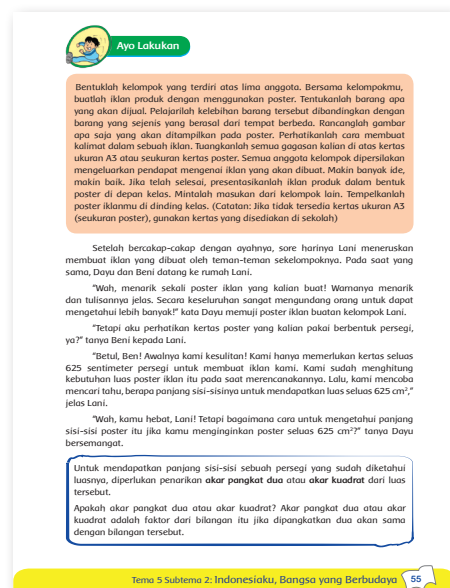 Ayo Lakukan
Bentuklah kelompok yang terdiri atas lima anggota. Bersama kelompokmu,
buatlah iklan produk dengan menggunakan poster. Tentukanlah barang apa
yang akan dijual. Pelajarilah kelebihan barang tersebut dibandingkan dengan
barang yang sejenis yang berasal dari tempat berbeda. Rancanglah gambar
apa saja yang akan ditampilkan pada poster. Perhatikanlah cara membuat
kalimat dalam sebuah iklan. Tuangkanlah semua gagasan kalian di atas kertas
ukuran A3 atau seukuran kertas poster. Semua anggota kelompok dipersilakan
mengeluarkan pendapat mengenai iklan yang akan dibuat. Makin banyak ide,
makin baik. Jika telah selesai, presentasikanlah iklan produk dalam bentuk
poster di depan kelas. Mintalah masukan dari kelompok lain. Tempelkanlah
poster iklanmu di dinding kelas. (Catatan: Jika tidak tersedia kertas ukuran A3
(seukuran poster), gunakan kertas yang disediakan di sekolah)
Setelah bercakap-cakap dengan ayahnya, sore harinya Lani meneruskan
membuat iklan yang dibuat oleh teman-teman sekelompoknya. Pada saat yang
sama, Dayu dan Beni datang ke rumah Lani.
"Wah, menarik sekali poster iklan yang kalian buat! Warnanya menarik
dan tulisannya jelas. Secara keseluruhan sangat mengundang orang untuk dapat
mengetahui lebih banyak!" kata Dayu memuji poster iklan buatan kelompok Lani.
"Tetapi aku perhatikan kertas poster yang kalian pakai berbentuk persegi,
ya?" tanya Beni kepada Lani.
"Betul, Ben! Awalnya kami kesulitan! Kami hanya memerlukan kertas seluas
625 sentimeter persegi untuk membuat iklan kami. Kami sudah menghitung
kebutuhan luas poster iklan itu pada saat merencanakannya. Lalu, kami mencoba
mencari tahu, berapa panjang sisi-sisinya untuk mendapatkan luas seluas 625 cm²,"
jelas Lani.
"Wah, kamu hebat, Lani! Tetapi bagaimana cara untuk mengetahui panjang
sisi-sisi poster itu jika kamu menginginkan poster seluas 625 cm²?" tanya Dayu
bersemangat.
Untuk mendapatkan panjang sisi-sisi sebuah persegi yang sudah diketahui
luasnya, diperlukan penarikan akar pangkat dua atau akar kuadrat dari luas
tersebut.
Apakah akar pangkat dua atau akar kuadrat? Akar pangkat dua atau akar
kuadrat adalah faktor dari bilangan itu jika dipangkatkan dua akan sama
dengan bilangan tersebut.
Tema 5 Subtema 2: Indonesiaku, Bangsa yang Berbudaya 55